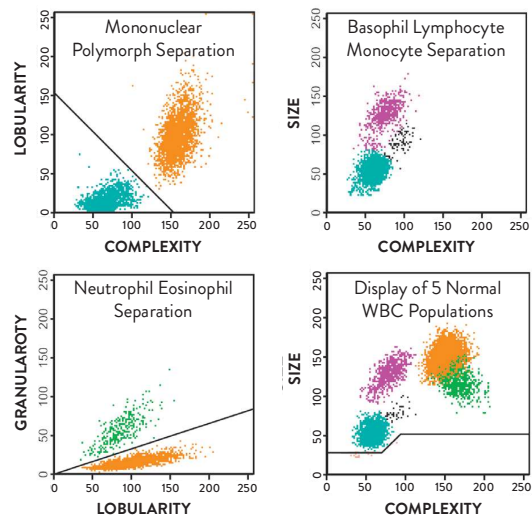 Mononuclear
Polymorph Separation
LOBULARITY
250
200
150
100
50
0
0 50 100 150 200 250
COMPLEXITY
Basophil Lymphocyte
Monocyte Separation
SIZE
250
200
150
100
50
0
0 50 100 150 200 250
COMPLEXITY
Neutrophil Eosinophil
Separation
GRANULAROTY
250
200
150
100
50
0
0 50 100 150 200 250
LOBULARITY
Display of 5 Normal
WBC Populations
SIZE
250
200
150
100
50
0
0 50 100 150 200 250
COMPLEXITY